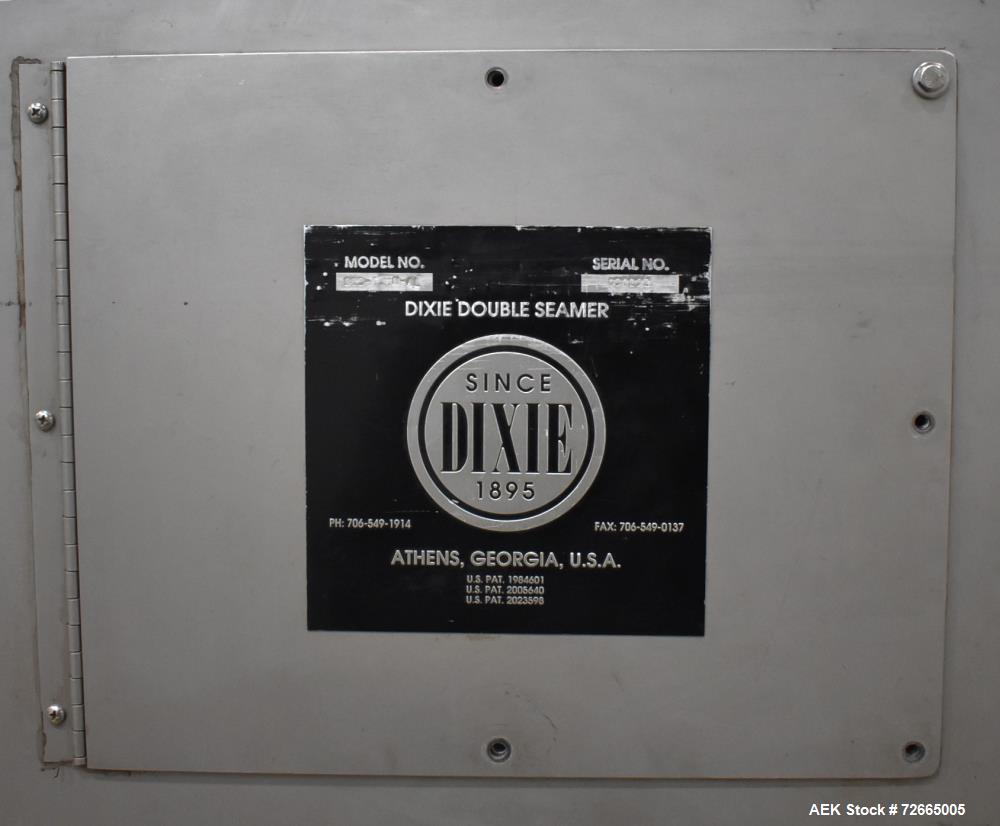 MODEL NO.
SERIAL NO.
DIXIE DOUBLE SEAMER
SINCE
DIXIE
1895
PH: 706-549-1914
FAX: 706-549-0137
ATHENS, GEORGIA, U.S.A.
U.S. PAT. 1984601
U.S. PAT. 2005640
U.S. PAT. 2023598
AEK Stock # 72665005